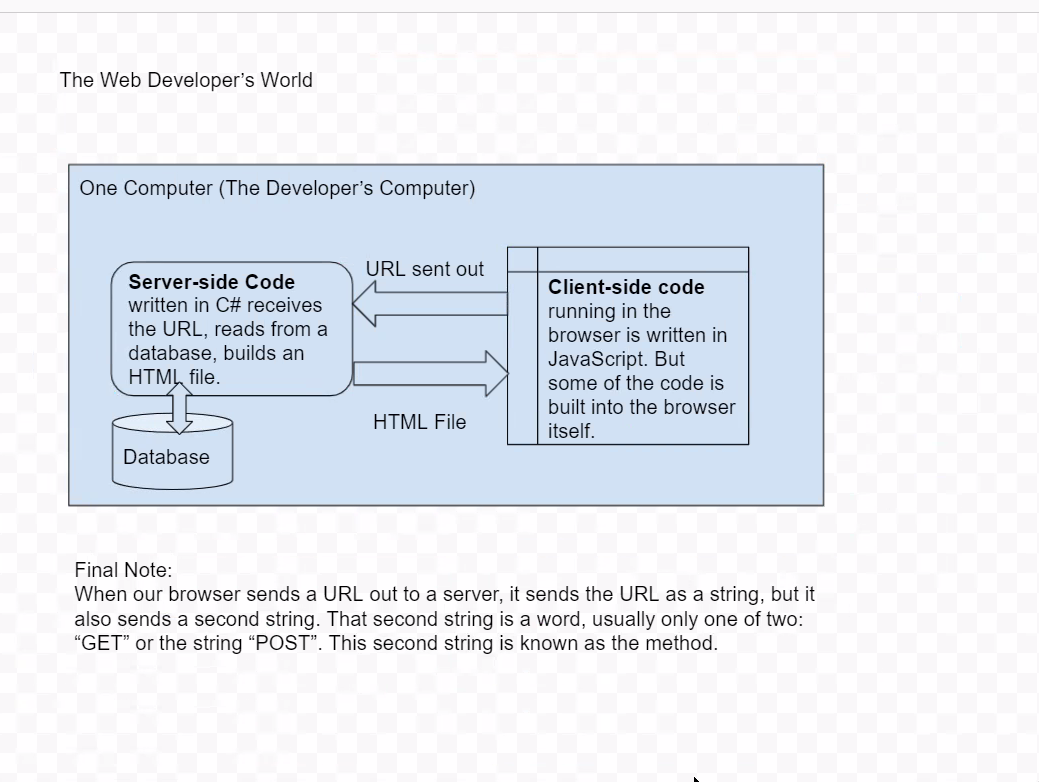 The Web Developer’s World
One Computer (The Developer’s Computer)
Server-side Code
written in C# receives
the URL, reads from a
database, builds an
HTML file.
URL sent out
HTML File
Client-side code
running in the
browser is written in
JavaScript. But
some of the code is
built into the browser
itself.
Database
Final Note:
When our browser sends a URL out to a server, it sends the URL as a string, but it
also sends a second string. That second string is a word, usually only one of two:
“GET” or the string “POST”. This second string is known as the method.